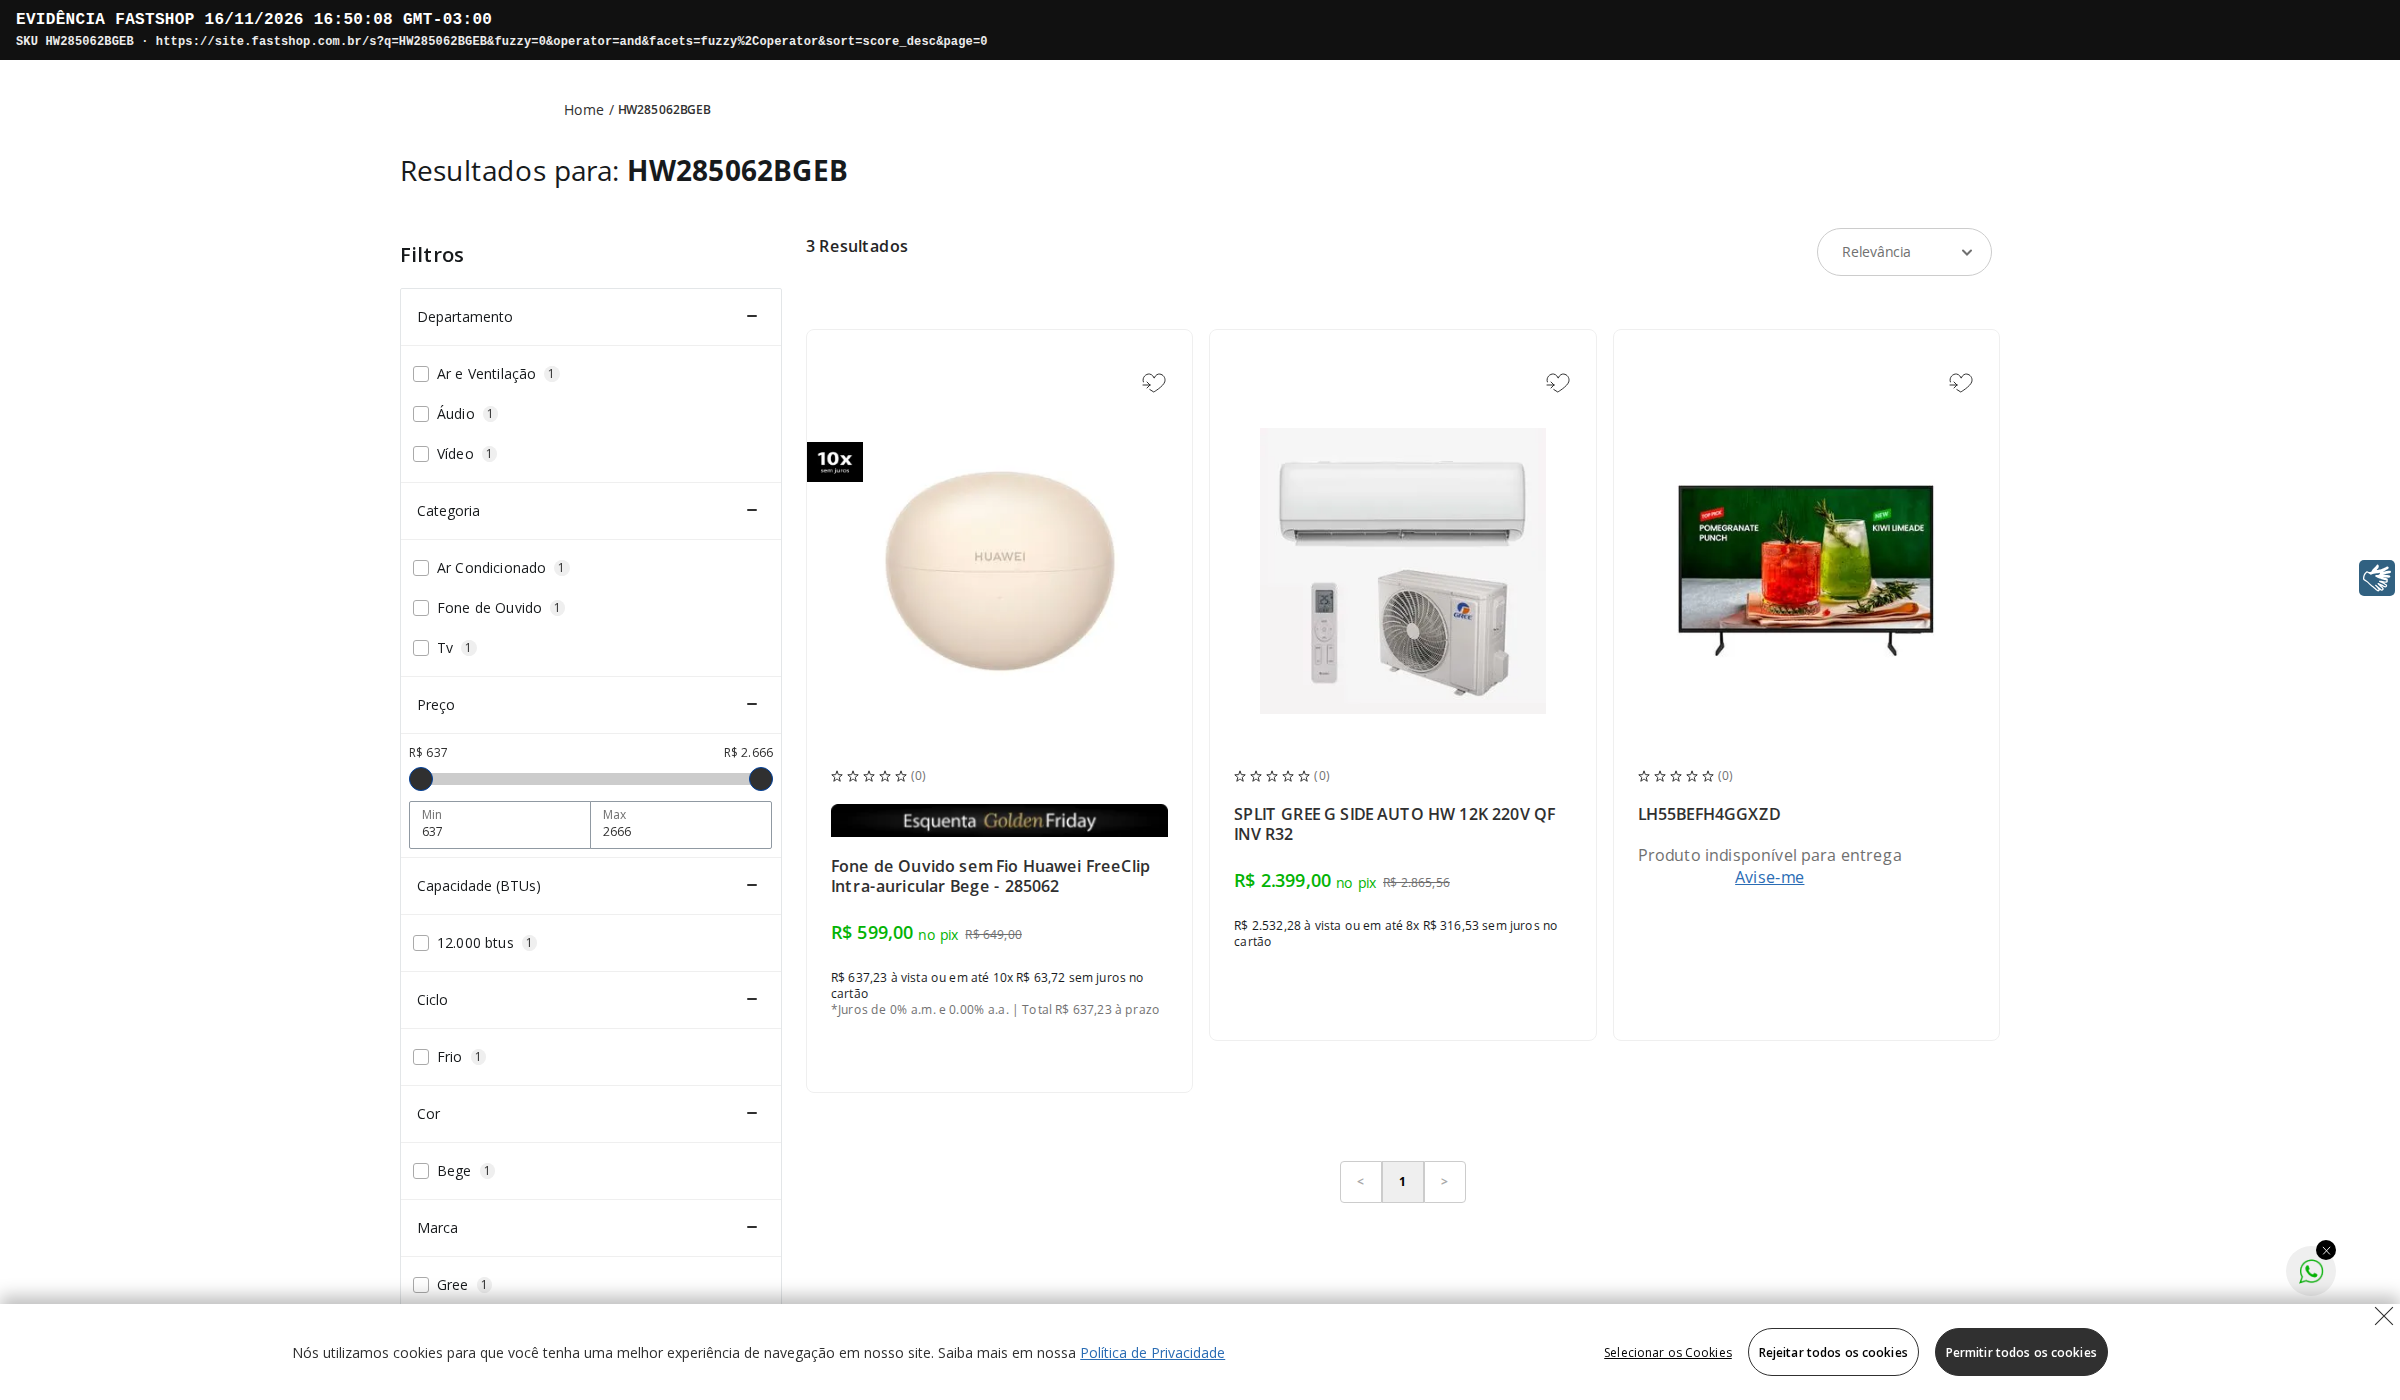 EVIDÊNCIA FASTSHOP 16/11/2026 16:50:08 GMT-03:00
SKU HW285062BGEB · https://site.fastshop.com.br/s?q=HW285062BGEB&fuzzy=0&operator=and&facets=fuzzy%2Coperator&sort=score_desc&page=0
Home / HW285062BGEB
Resultados para: HW285062BGEB
Filtros
3 Resultados
Relevância
Departamento
Ar e Ventilação 1
Áudio 1
Vídeo 1
Categoria
Ar Condicionado 1
Fone de Ouvido 1
Tv 1
Preço
R$ 637
R$ 2.666
Min
637
Max
2666
Capacidade (BTUs)
12.000 btus 1
Ciclo
Frio 1
Cor
Bege 1
Marca
Gree 1
10x
sem juros
HUAWEI
(0)
Esquenta Golden Friday
Fone de Ouvido sem Fio Huawei FreeClip
Intra-auricular Bege - 285062
R$ 599,00 no pix R$ 649,00
R$ 637,23 à vista ou em até 10x R$ 63,72 sem juros no
cartão
*Juros de 0% a.m. e 0.00% a.a. | Total R$ 637,23 à prazo
GREE
(0)
SPLIT GREE G SIDE AUTO HW 12K 220V QF
INV R32
R$ 2.399,00 no pix R$ 2.865,56
R$ 2.532,28 à vista ou em até 8x R$ 316,53 sem juros no
cartão
TOP PICK
POMEGRANATE
PUNCH
NEW
KIWI LIMEADE
(0)
LH55BEFH4GGXZD
Produto indisponível para entrega
Avise-me
< 1 >
Nós utilizamos cookies para que você tenha uma melhor experiência de navegação em nosso site. Saiba mais em nossa Política de Privacidade
Selecionar os Cookies
Rejeitar todos os cookies
Permitir todos os cookies